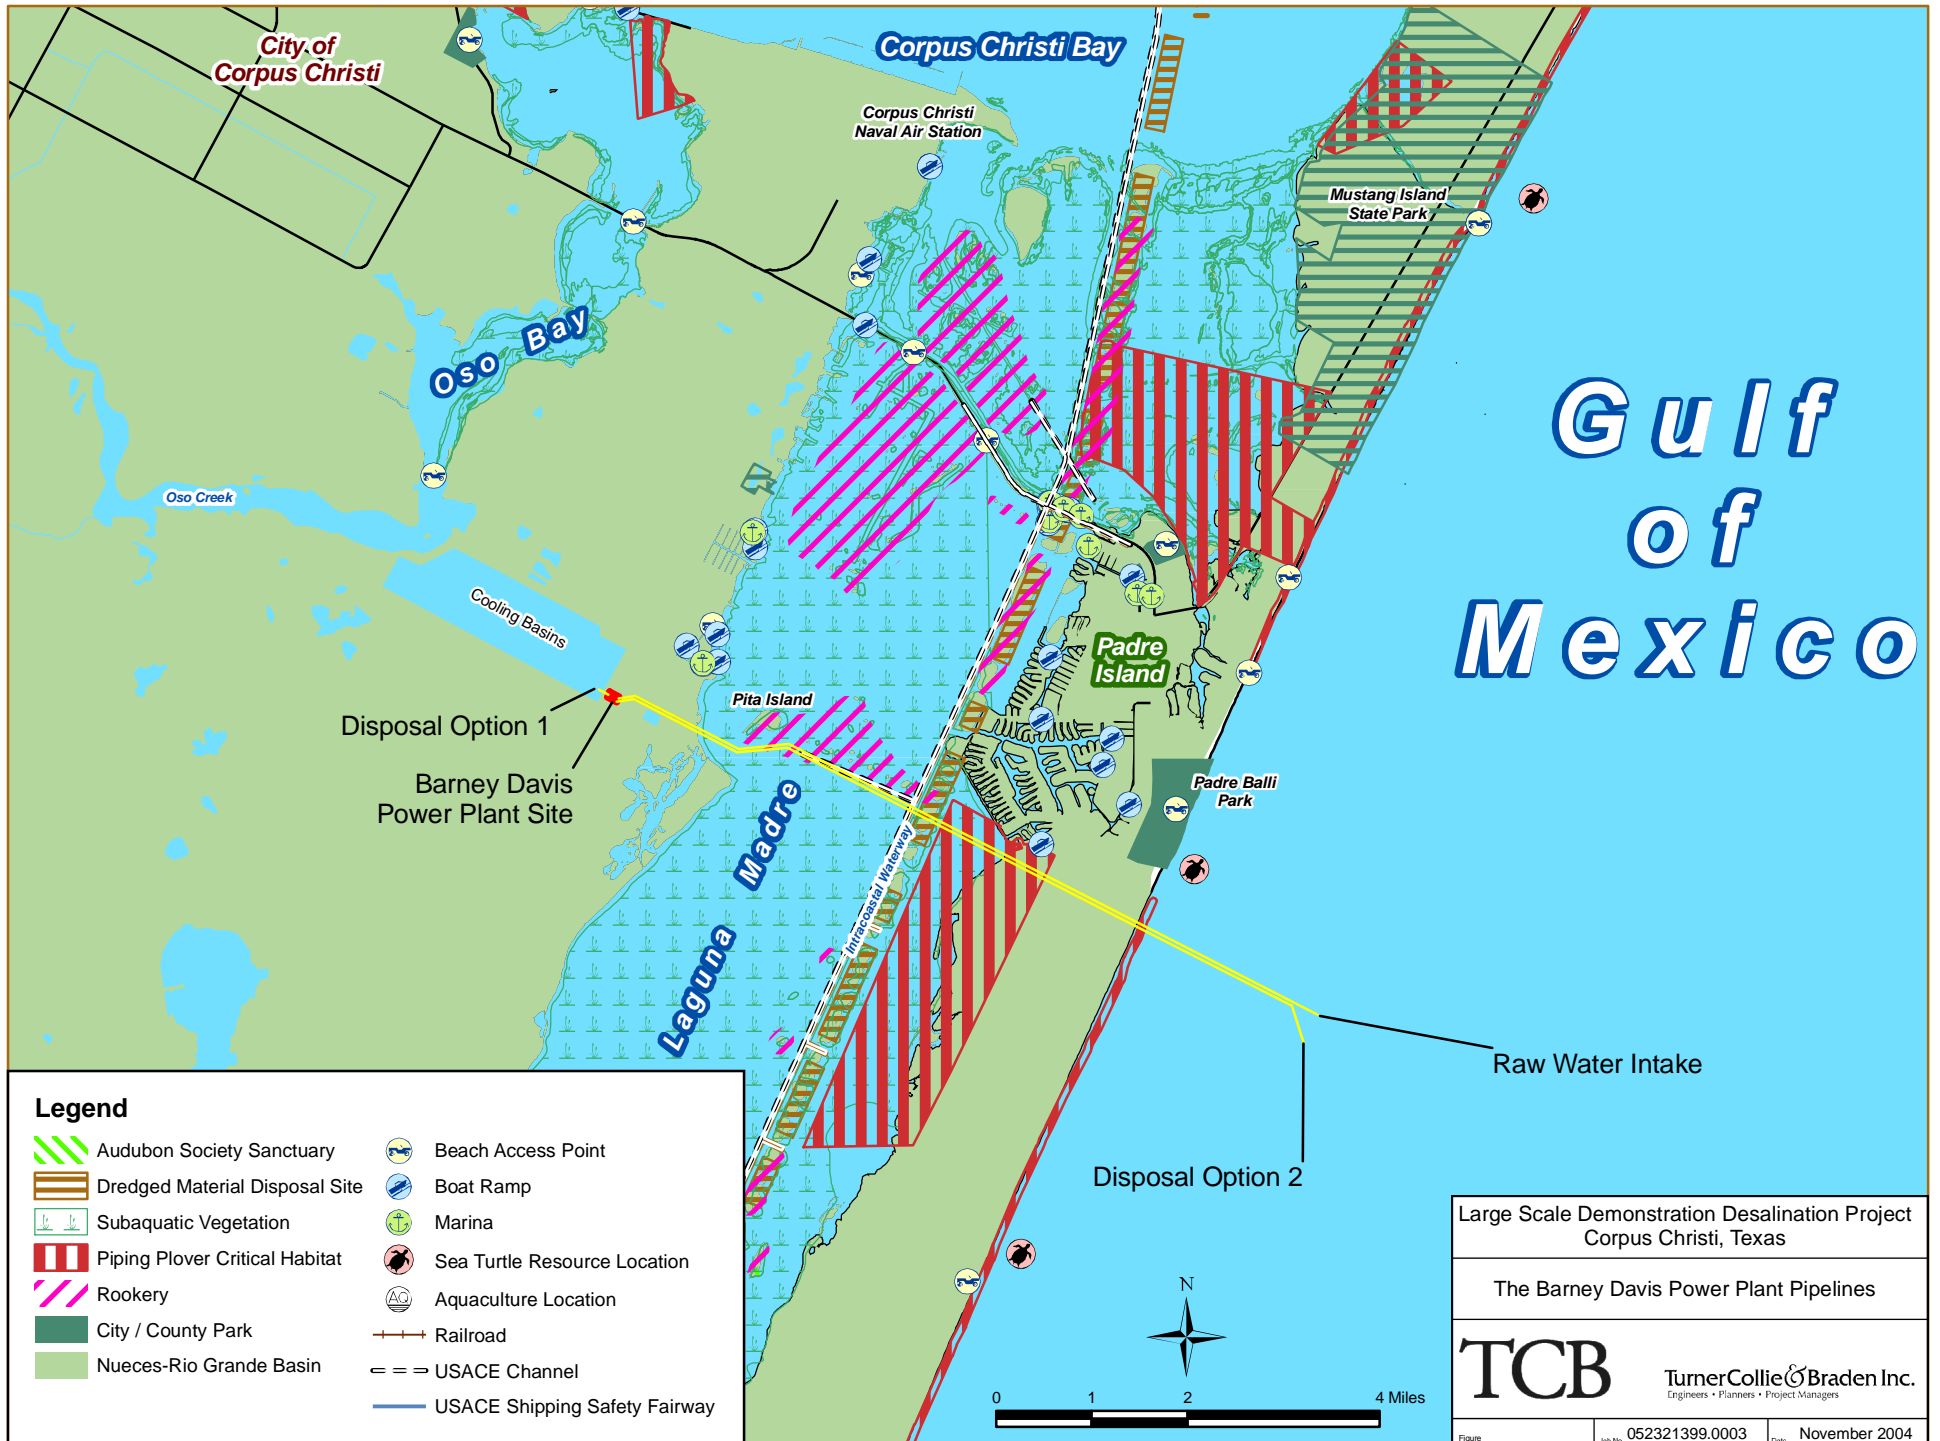 City of
Corpus Christi
Corpus Christi Bay
Corpus Christi
Naval Air Station
Mustang Island
State Park
Oso Bay
Oso Creek
Gulf
of
Mexico
Cooling Basins
Padre
Island
Pita Island
Disposal Option 1
Barney Davis
Power Plant Site
Padre Balli
Park
Laguna Madre
Intracoastal Waterway
Raw Water Intake
Disposal Option 2
Legend
Audubon Society Sanctuary
Dredged Material Disposal Site
Subaquatic Vegetation
Piping Plover Critical Habitat
Rookery
City / County Park
Nueces-Rio Grande Basin
Beach Access Point
Boat Ramp
Marina
Sea Turtle Resource Location
AQ Aquaculture Location
Railroad
USACE Channel
USACE Shipping Safety Fairway
N
0 1 2 4 Miles
Large Scale Demonstration Desalination Project
Corpus Christi, Texas
The Barney Davis Power Plant Pipelines
TCB
TurnerCollie&Braden Inc.
Engineers • Planners • Project Managers
Figure
Job No. 052321399.0003
Date November 2004